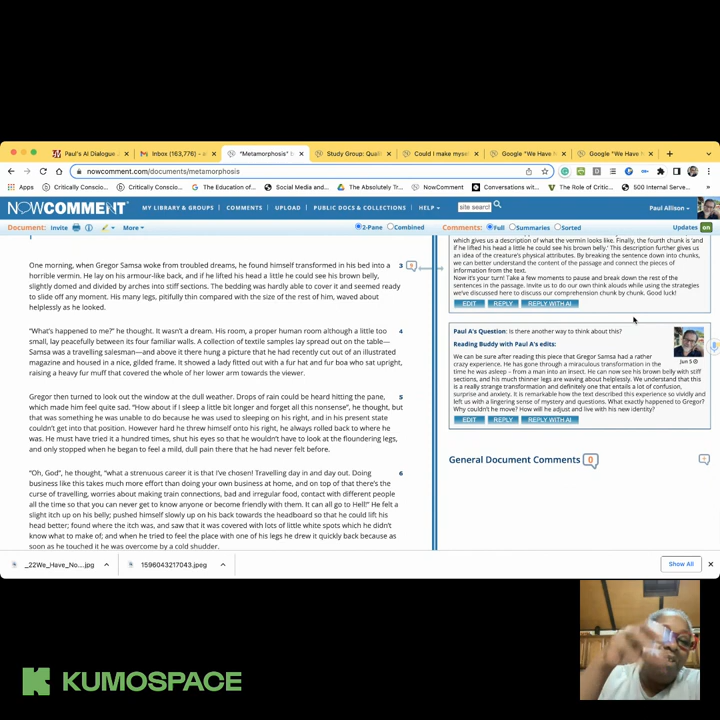 Paul's AI Dialogue
Inbox (163,776) -
"Metamorphosis"
Study Group: Qual
Could I make myse
Google "We Have
Google "We Have
nowcomment.com/documents/metamorphosis
Apps
Critically Conscio...
Critically Conscio...
The Education of...
Social Media and...
The Absolutely Tr...
NowComment
Conversations wit...
The Role of Critic...
500 Internal Serve...
NOWCOMMENT
MY LIBRARY & GROUPS
COMMENTS
UPLOAD
PUBLIC DOCS & COLLECTIONS
HELP
site search
Paul Allison
Document:
Invite
More
2-Pane
Combined
Comments:
Full
Summaries
Sorted
Updates
on
One morning, when Gregor Samsa woke from troubled dreams, he found himself transformed in his bed into a
horrible vermin. He lay on his armour-like back, and if he lifted his head a little he could see his brown belly,
slightly domed and divided by arches into stiff sections. The bedding was hardly able to cover it and seemed ready
to slide off any moment. His many legs, pitifully thin compared with the size of the rest of him, waved about
helplessly as he looked.
3
"What's happened to me?" he thought. It wasn't a dream. His room, a proper human room although a little too
small, lay peacefully between its four familiar walls. A collection of textile samples lay spread out on the table—
Samsa was a travelling salesman—and above it there hung a picture that he had recently cut out of an illustrated
magazine and housed in a nice, gilded frame. It showed a lady fitted out with a fur hat and fur boa who sat upright,
raising a heavy fur muff that covered the whole of her lower arm towards the viewer.
4
Gregor then turned to look out the window at the dull weather. Drops of rain could be heard hitting the pane,
which made him feel quite sad. "How about if I sleep a little bit longer and forget all this nonsense", he thought, but
that was something he was unable to do because he was used to sleeping on his right, and in his present state
couldn't get into that position. However hard he threw himself onto his right, he always rolled back to where he
was. He must have tried it a hundred times, shut his eyes so that he wouldn't have to look at the floundering legs,
and only stopped when he began to feel a mild, dull pain there that he had never felt before.
5
"Oh, God", he thought, "what a strenuous career it is that I've chosen! Travelling day in and day out. Doing
business like this takes much more effort than doing your own business at home, and on top of that there's the
curse of travelling, worries about making train connections, bad and irregular food, contact with different people
all the time so that you can never get to know anyone or become friendly with them. It can all go to Hell!" He felt a
slight itch up on his belly; pushed himself slowly up on his back towards the headboard so that he could lift his
head better; found where the itch was, and saw that it was covered with lots of little white spots which he didn't
know what to make of; and when he tried to feel the place with one of his legs he drew it quickly back because as
soon as he touched it he was overcome by a cold shudder.
6
which gives us a description of what the vermin looks like. Finally, the fourth chunk is 'and
if he lifted his head a little he could see his brown belly.' This description further gives us
an idea of the creature's physical attributes. By breaking the sentence down into chunks,
we can better understand the content of the passage and connect the pieces of
information from the text.
Now it's your turn! Take a few moments to pause and break down the rest of the
sentences in the passage. Invite us to do our own think alouds while using the strategies
we've discussed here to discuss our comprehension chunk by chunk. Good luck!
EDIT
REPLY
REPLY WITH AI
Paul A's Question: Is there another way to think about this?
Reading Buddy with Paul A's edits:
Jun 5
We can be sure after reading this piece that Gregor Samsa had a rather
crazy experience. He has gone through a miraculous transformation in the
time he was asleep – from a man into an insect. He can now see his brown belly with stiff
sections, and his much thinner legs are waving about helplessly. We understand that this
is a really strange transformation and definitely one that entails a lot of confusion,
surprise and anxiety. It is remarkable how the text described this experience so vividly and
left us with a lingering sense of mystery and questions. What exactly happened to Gregor?
Why couldn't he move? How will he adjust and live with his new identity?
EDIT
REPLY
REPLY WITH AI
General Document Comments
0
_22We_Have_No....jpg
1596043217043.jpeg
Show All
KUMOSPACE